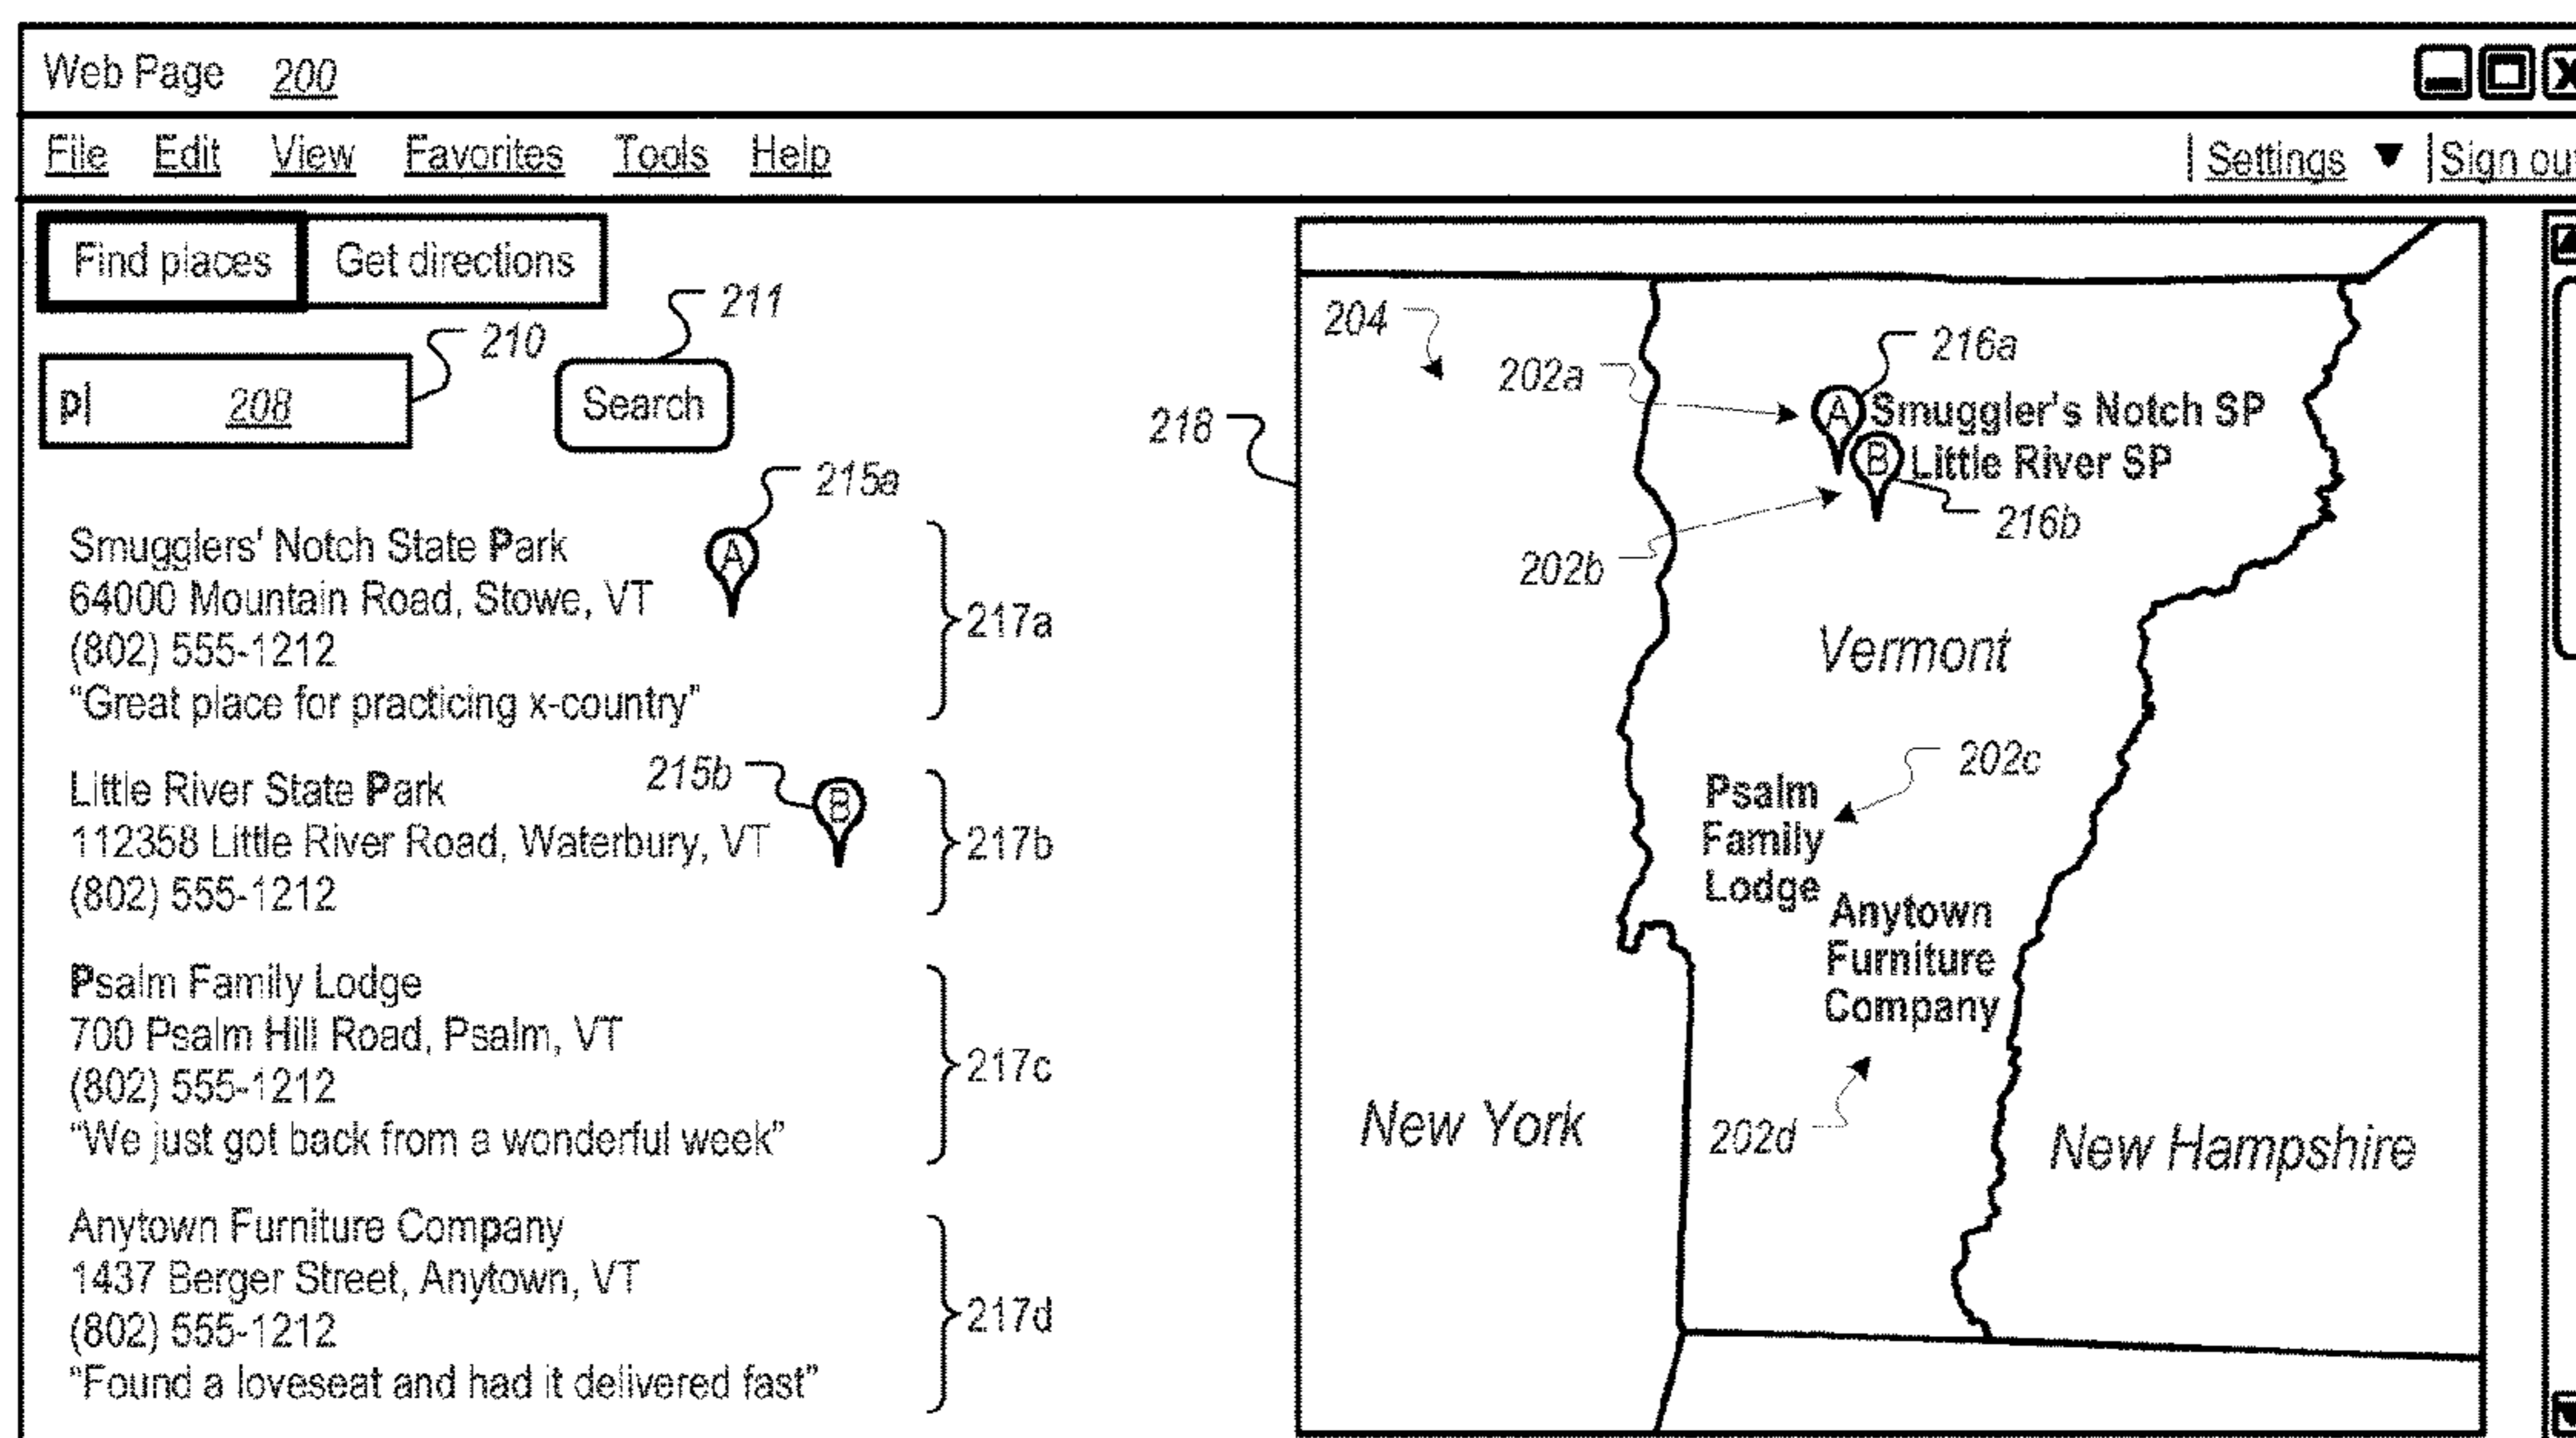 Web Page 200
File Edit View Favorites Tools Help | Settings ▼ | Sign out
Find places Get directions
211
210
p| 208 Search
215a
Smugglers' Notch State Park A
64000 Mountain Road, Stowe, VT
(802) 555-1212
"Great place for practicing x-country"
217a
Little River State Park 215b B
112358 Little River Road, Waterbury, VT
(802) 555-1212
217b
Psalm Family Lodge
700 Psalm Hill Road, Psalm, VT
(802) 555-1212
"We just got back from a wonderful week"
217c
Anytown Furniture Company
1437 Berger Street, Anytown, VT
(802) 555-1212
"Found a loveseat and had it delivered fast"
217d
218
204
216a
202a
A Smuggler's Notch SP
B Little River SP
216b
202b
Vermont
202c
Psalm
Family
Lodge
Anytown
Furniture
Company
New York
202d
New Hampshire